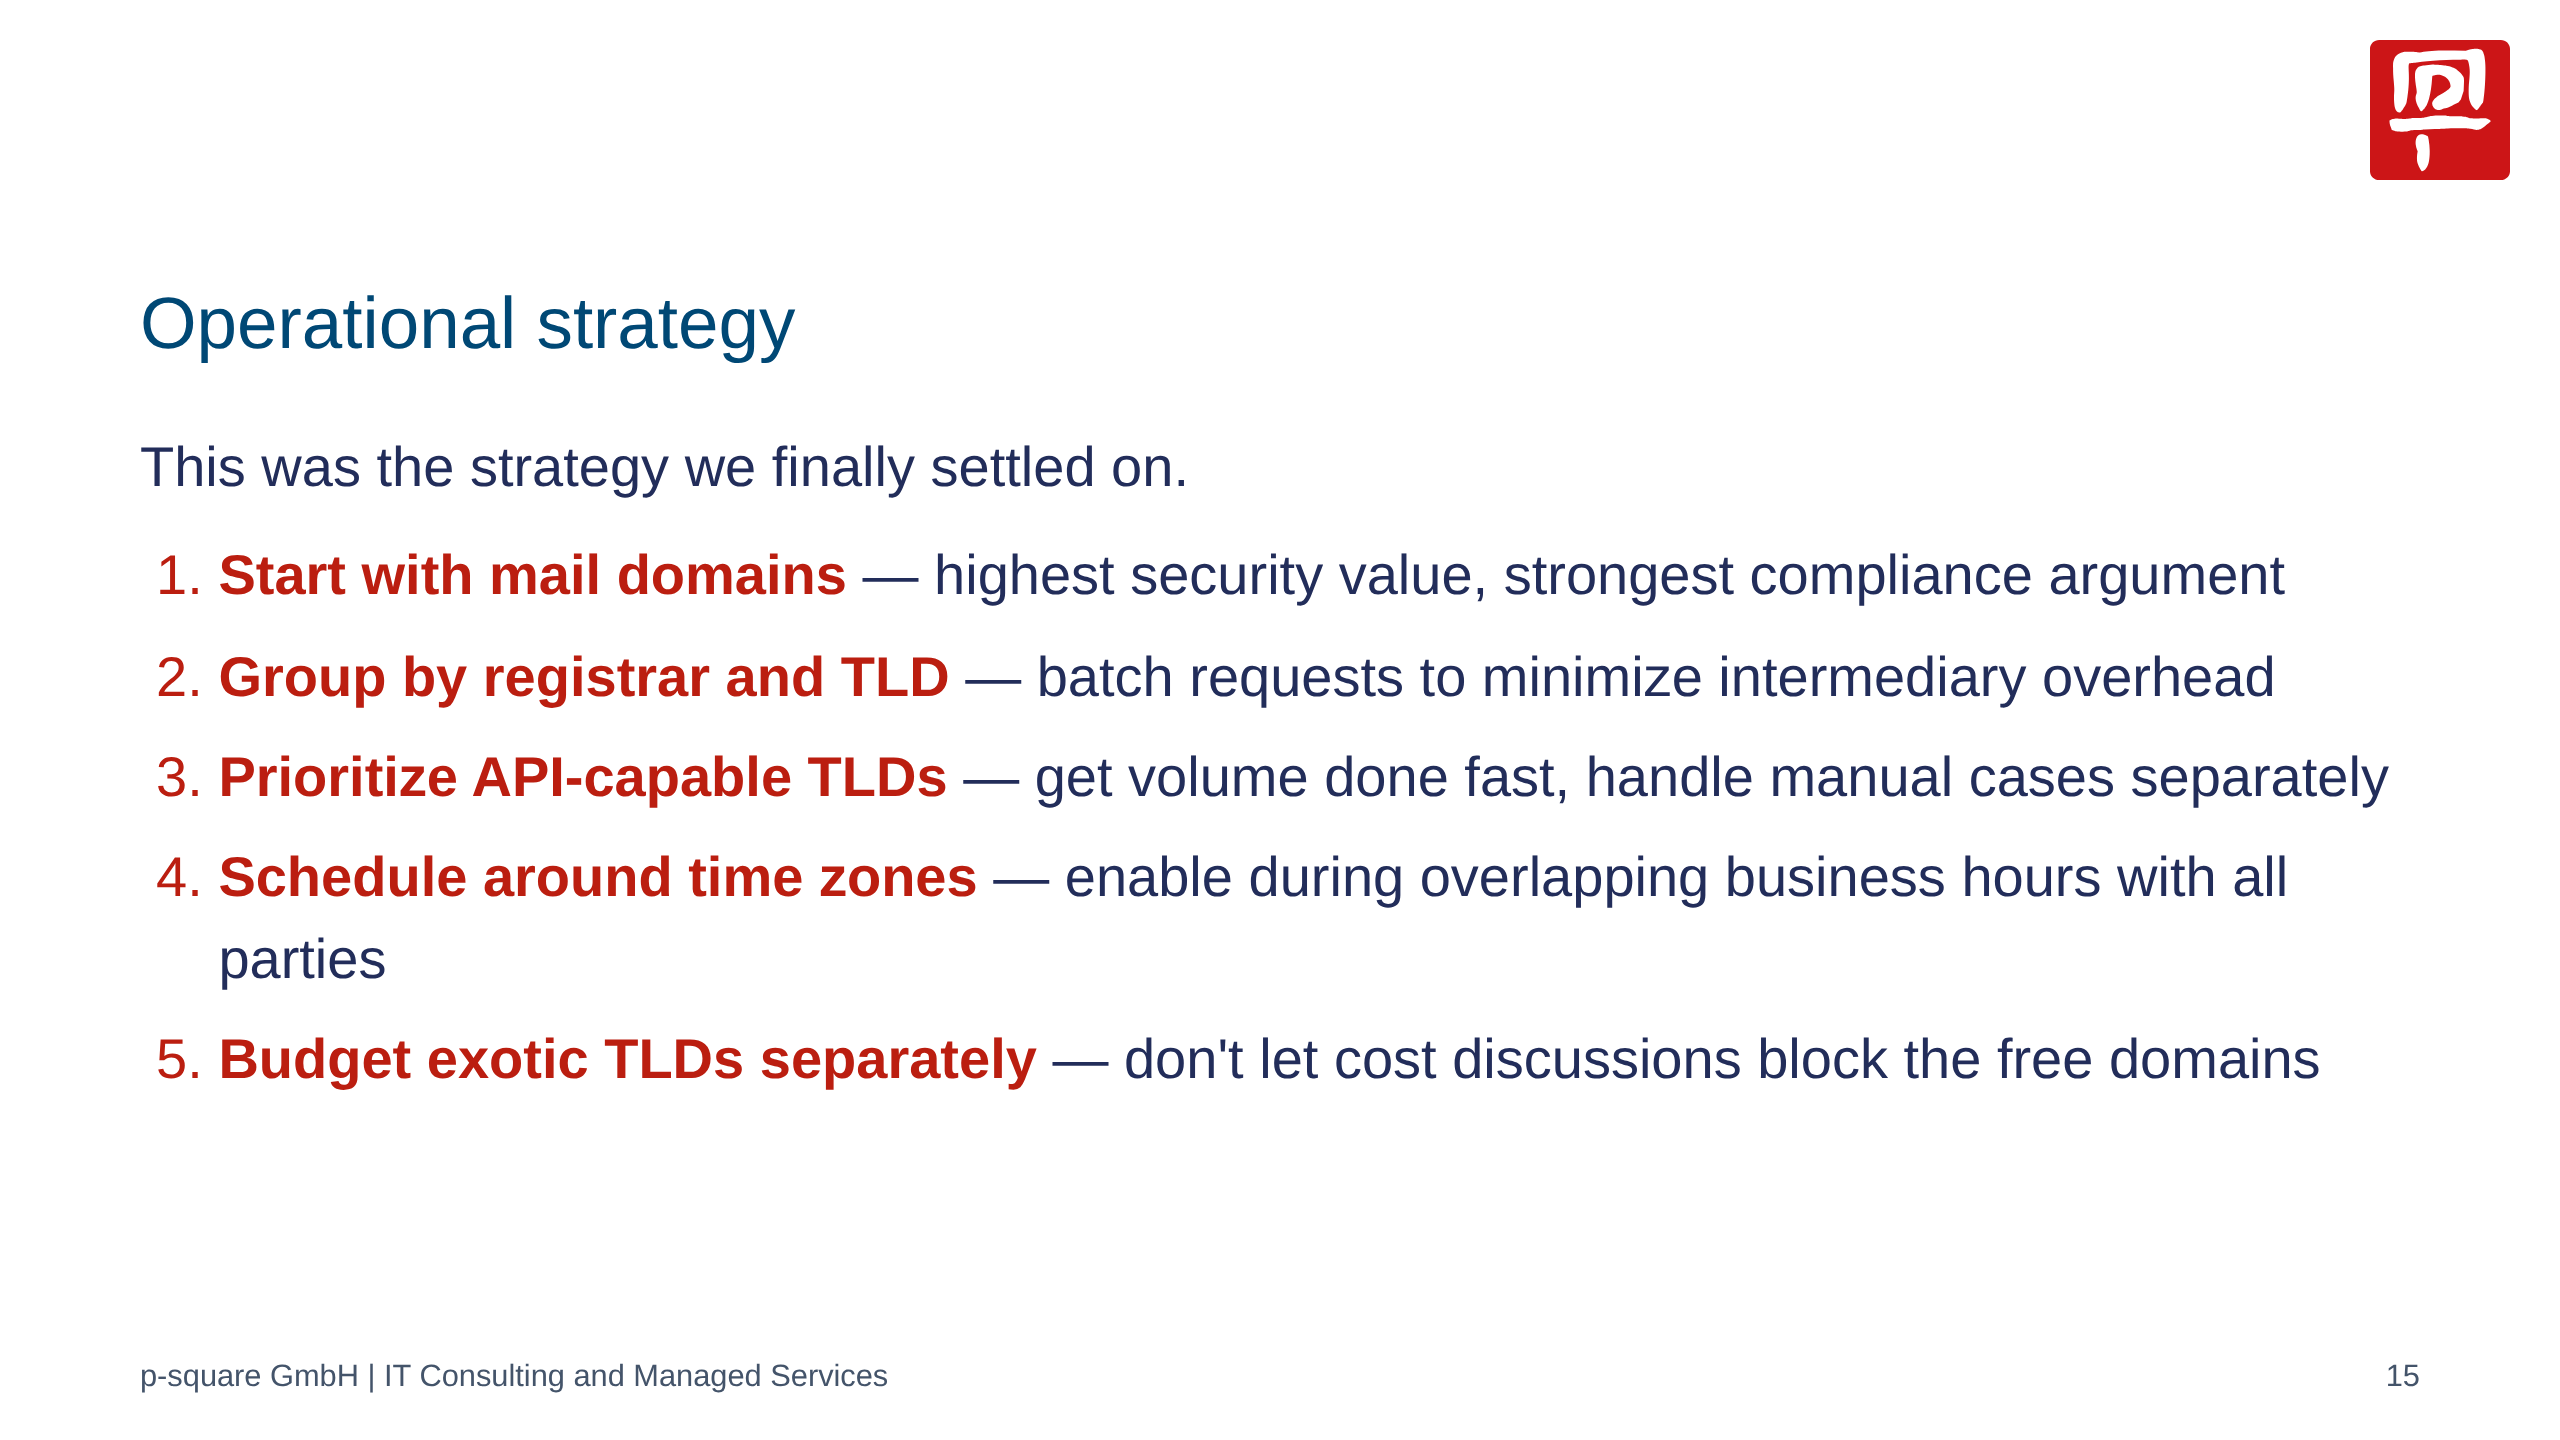 Operational strategy
This was the strategy we finally settled on.
1. Start with mail domains — highest security value, strongest compliance argument
2. Group by registrar and TLD — batch requests to minimize intermediary overhead
3. Prioritize API-capable TLDs — get volume done fast, handle manual cases separately
4. Schedule around time zones — enable during overlapping business hours with all
parties
5. Budget exotic TLDs separately — don't let cost discussions block the free domains
p-square GmbH | IT Consulting and Managed Services
15